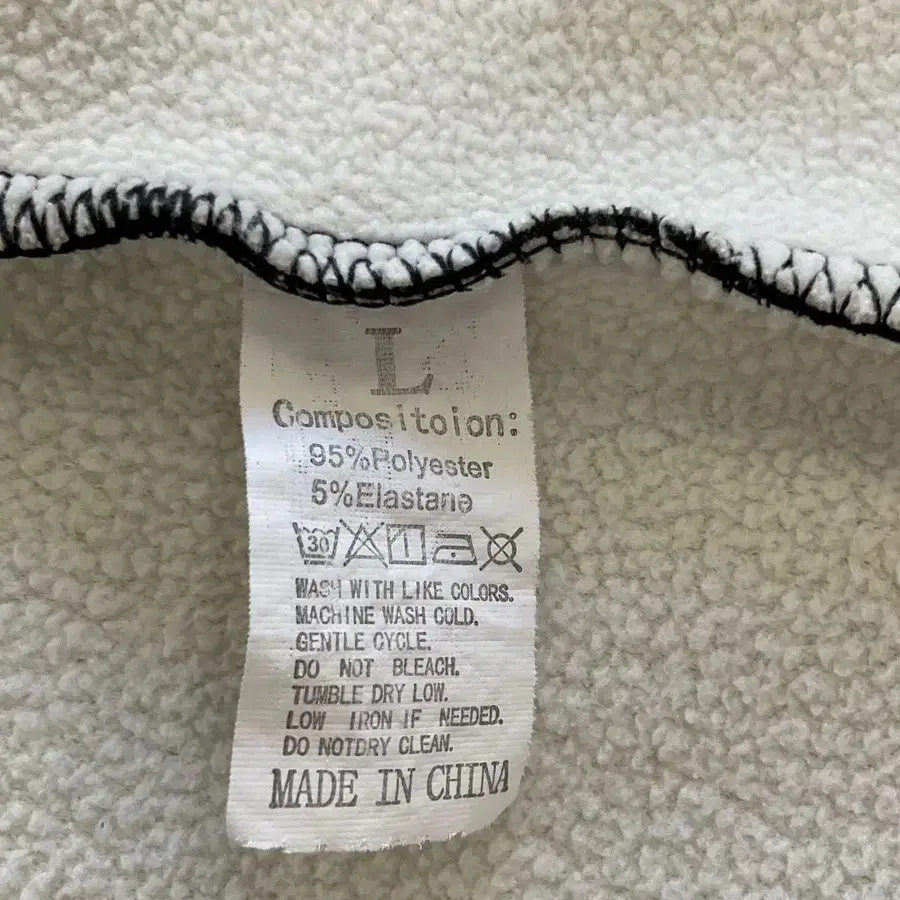 L
Compositoion:
95%Polyester
5%Elastane
30
WASH WITH LIKE COLORS.
MACHINE WASH COLD.
GENTLE CYCLE.
DO NOT BLEACH.
TUMBLE DRY LOW.
LOW IRON IF NEEDED.
DO NOTDRY CLEAN.
MADE IN CHINA